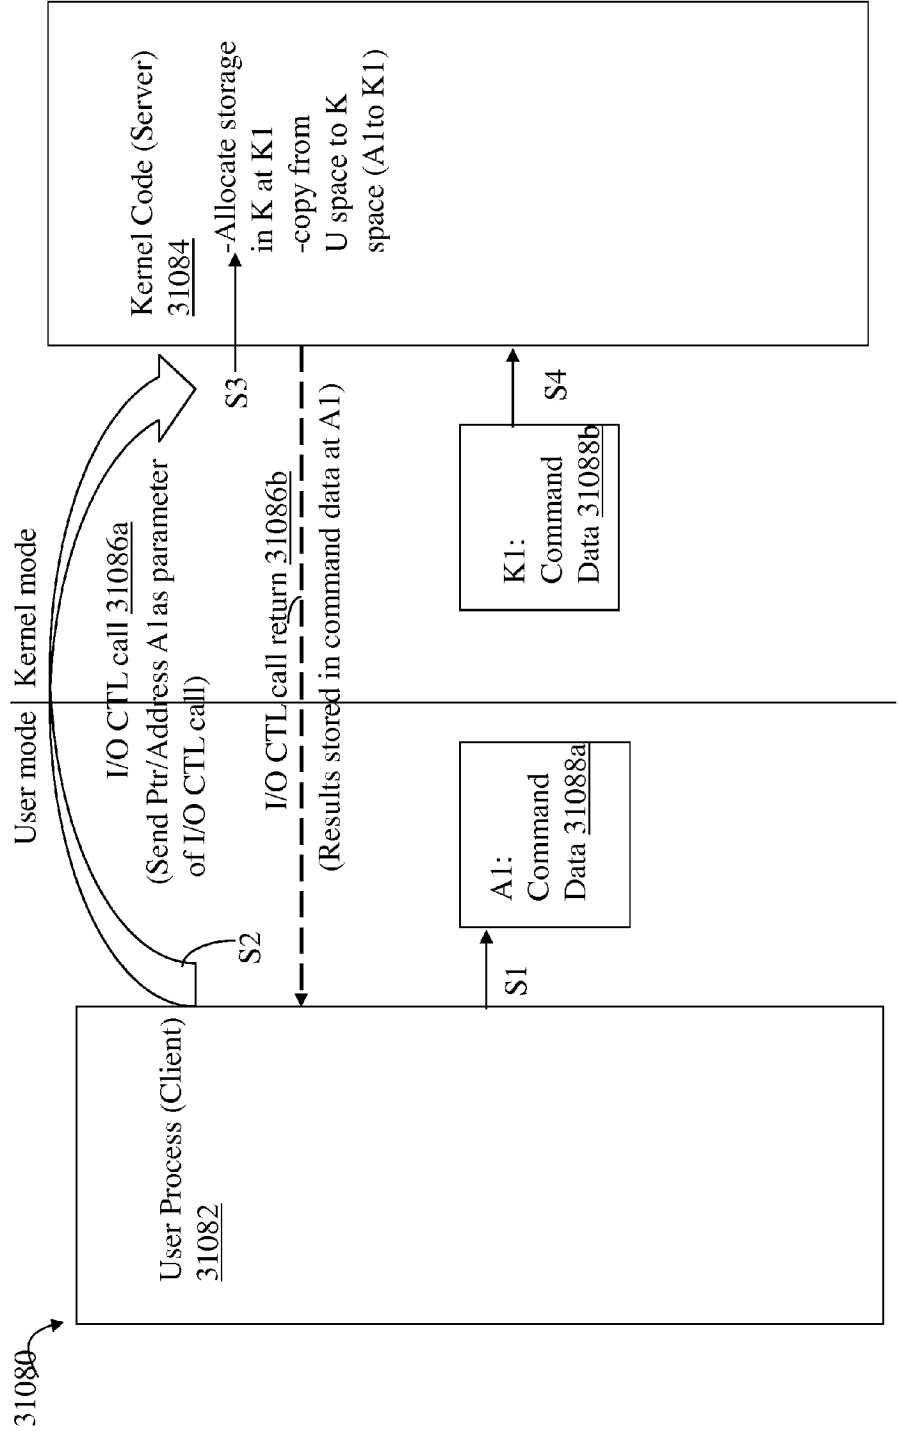 31080
User mode
Kernel mode
User Process (Client)
31082
S2
I/O CTL call 31086a
(Send Ptr/Address A1as parameter
of I/O CTL call)
I/O CTL call return 31086b
(Results stored in command data at A1)
S1
A1:
Command
Data 31088a
K1:
Command
Data 31088b
S4
S3
Kernel Code (Server)
31084
-Allocate storage
in K at K1
-copy from
U space to K
space (A1to K1)